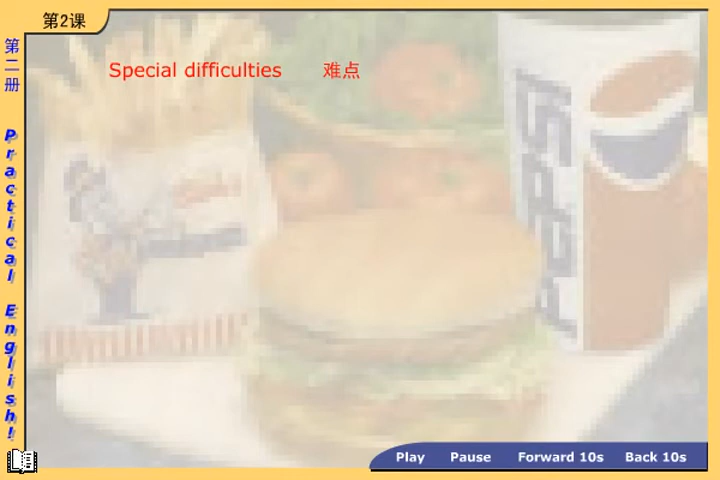 第2课
第二册
Practical English!
Special difficulties 难点
Play Pause Forward 10s Back 10s